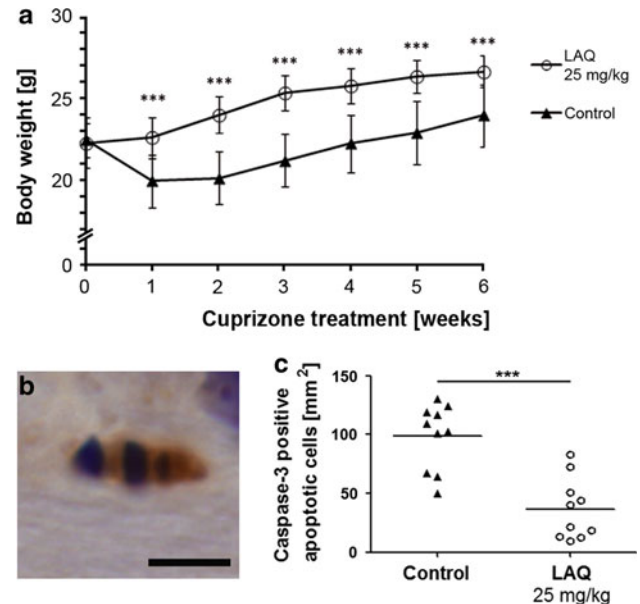 a
30
25
20
0
Body weight [g]
***
***
***
***
***
***
0 1 2 3 4 5 6
Cuprizone treatment [weeks]
LAQ
25 mg/kg
Control
b
c
150
100
50
0
Caspase-3 positive
apoptotic cells [mm²]
***
Control
LAQ
25 mg/kg